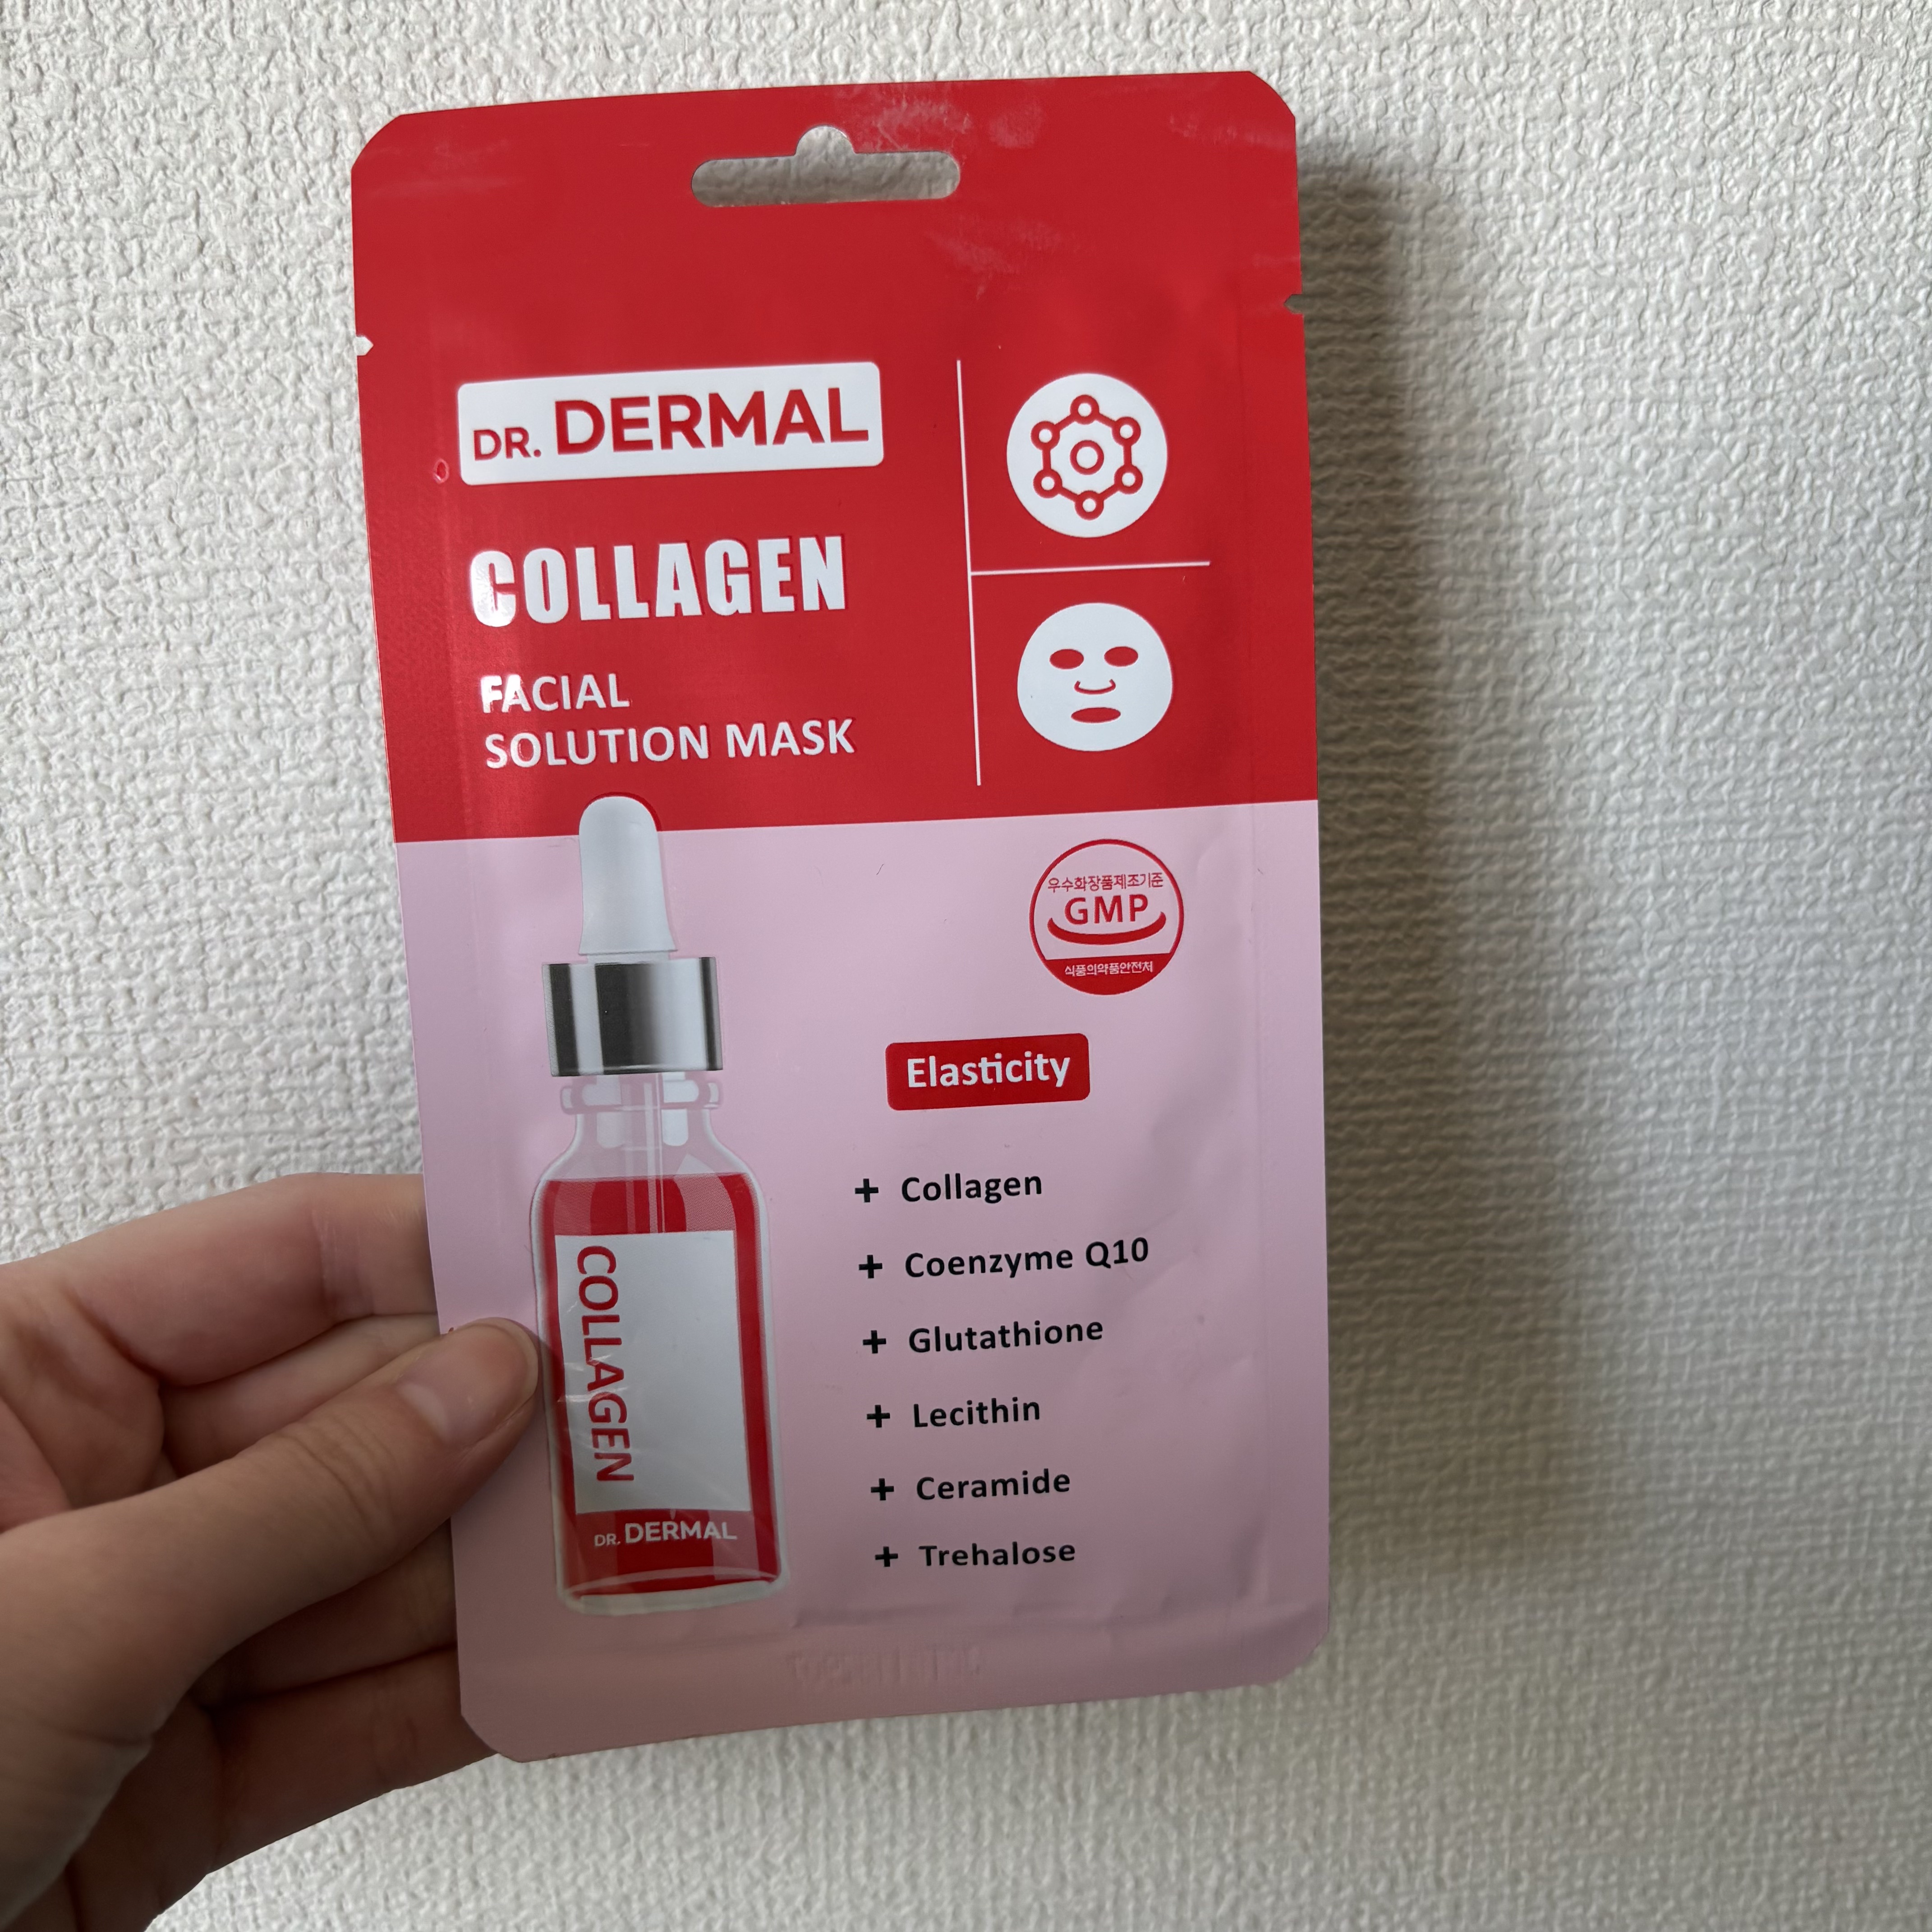 DR. DERMAL
COLLAGEN
FACIAL
SOLUTION MASK
우수화장품제조기준
GMP
식품의약품안전처
Elasticity
+ Collagen
+ Coenzyme Q10
+ Glutathione
+ Lecithin
+ Ceramide
+ Trehalose
COLLAGEN
DR. DERMAL